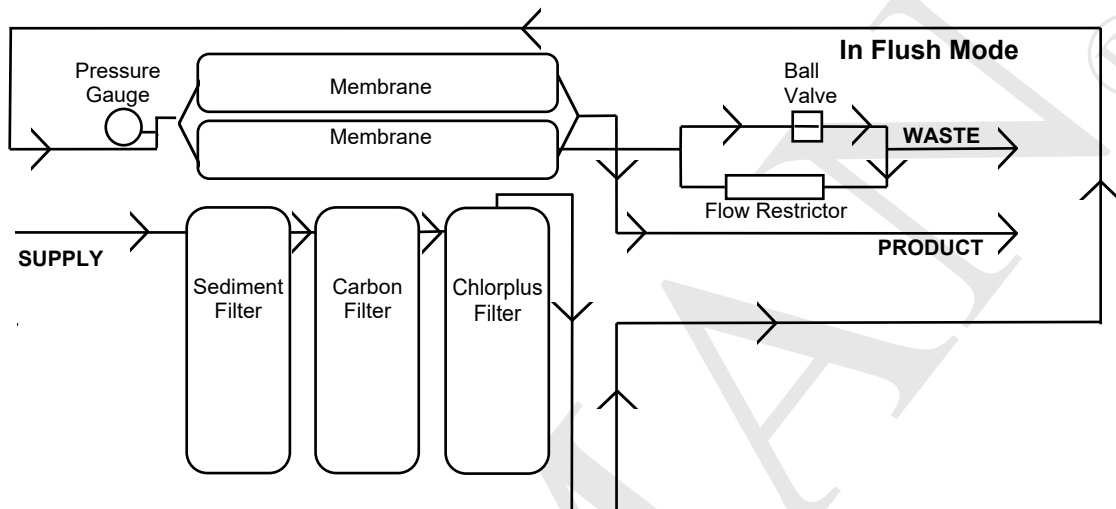 In Flush Mode
Pressure
Gauge
Membrane
Membrane
Ball
Valve
WASTE
Flow Restrictor
SUPPLY
PRODUCT
Sediment
Filter
Carbon
Filter
Chlorplus
Filter